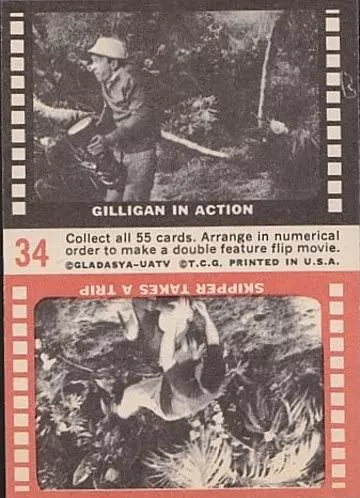 GILLIGAN IN ACTION
34
Collect all 55 cards. Arrange in numerical
order to make a double feature flip movie.
©GLADASYA-UATV ©T.C.G. PRINTED IN U.S.A.
SKIPPER TAKES A TRIP